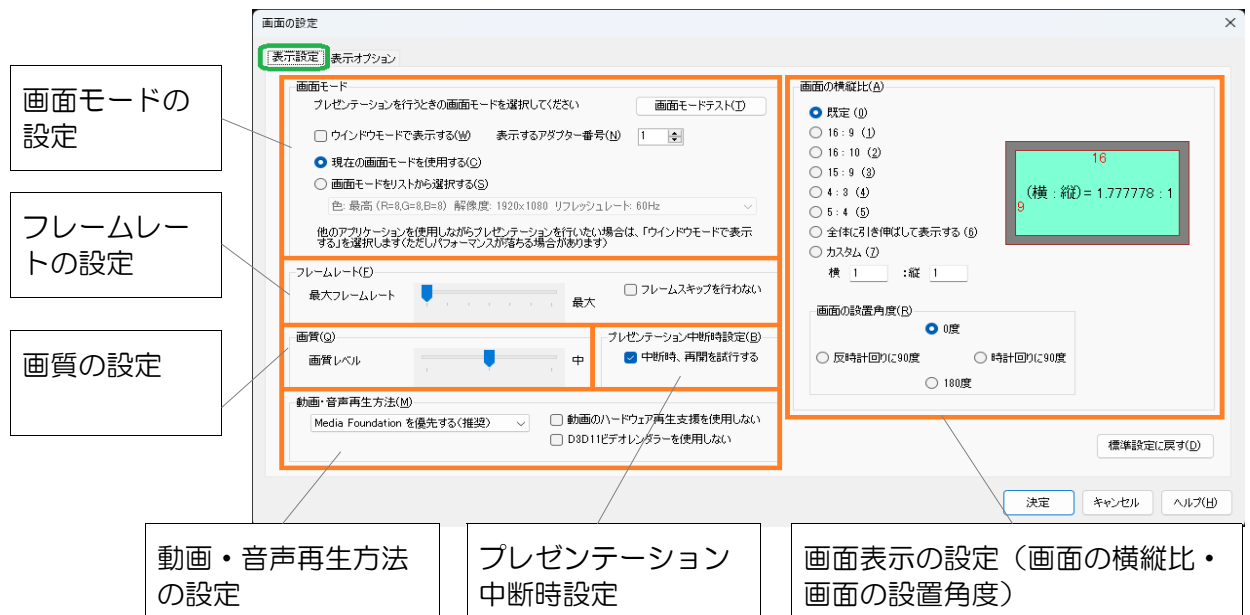 画面の設定
表示設定 表示オプション
画面モードの
設定
フレームレー
トの設定
画質の設定
画面モード
プレゼンテーションを行うときの画面モードを選択してください 画面モードテスト(T)
ウインドウモードで表示する(W) 表示するアダプター番号(N) 1
現在の画面モードを使用する(C)
画面モードをリストから選択する(S)
色: 最高 (R=8,G=8,B=8) 解像度: 1920x1080 リフレッシュレート: 60Hz
他のアプリケーションを使用しながらプレゼンテーションを行いたい場合は、「ウインドウモードで表示
する」を選択します(ただしパフォーマンスが落ちる場合があります)
フレームレート(F)
最大フレームレート 最大 フレームスキップを行わない
画質(Q)
画質レベル 中
プレゼンテーション中断時設定(B)
中断時、再開を試行する
動画・音声再生方法(M)
Media Foundation を優先する(推奨) 動画のハードウェア再生支援を使用しない
D3D11ビデオレンダラーを使用しない
画面の横縦比(A)
既定 (0)
16 : 9 (1)
16 : 10 (2)
15 : 9 (3)
4 : 3 (4)
5 : 4 (5)
全体に引き伸ばして表示する (6)
カスタム (7)
横 1 :縦 1
16
(横 : 縦)= 1.777778 : 1
9
画面の設置角度(R)
0度
反時計回りに90度 時計回りに90度
180度
標準設定に戻す(D)
決定 キャンセル ヘルプ(H)
動画・音声再生方法
の設定
プレゼンテーション
中断時設定
画面表示の設定（画面の横縦比・
画面の設置角度）